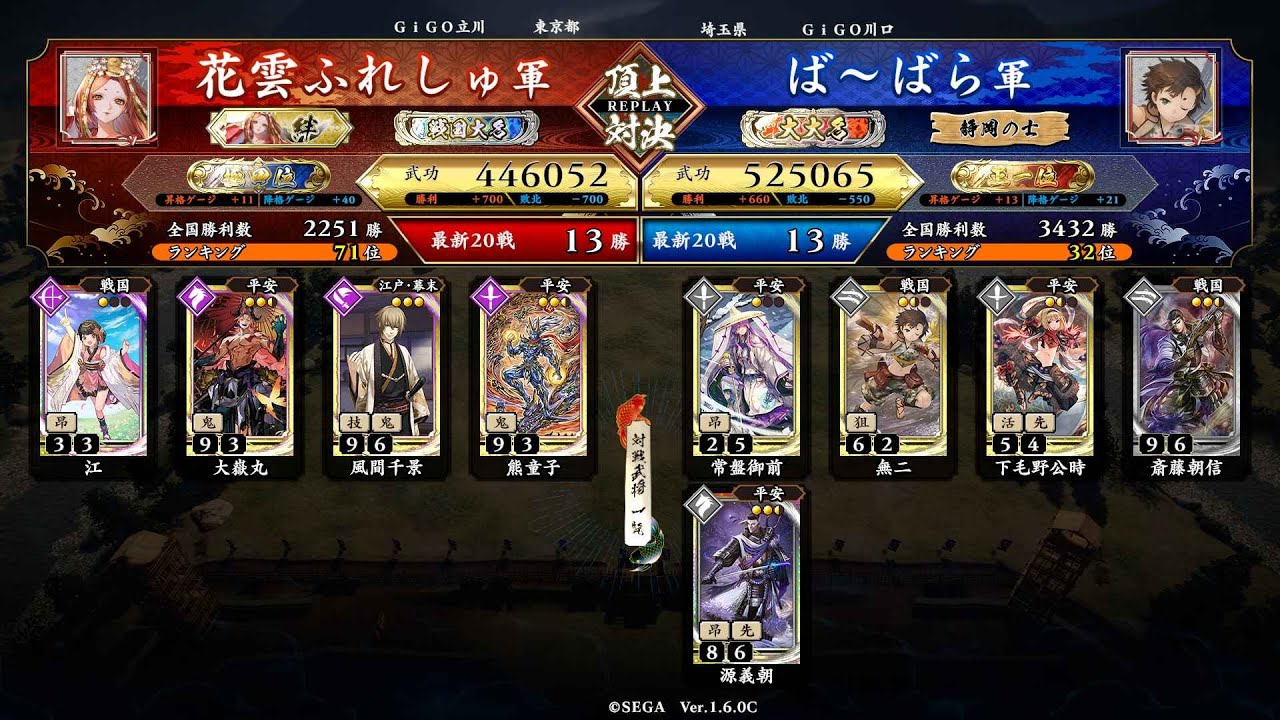 ＧｉＧＯ立川 東京都
埼玉県 ＧｉＧＯ川口
花雲ふれしゅ軍
頂上
REPLAY
対決
ば～ばら軍
絆
戦国大名
大大名
静岡の士
武功 446052
勝利 +700 敗北 -700
武功 525065
勝利 +660 敗北 -550
昇格ゲージ +11 降格ゲージ +40
正一位
昇格ゲージ +13 降格ゲージ +21
全国勝利数 2251勝
ランキング 71位
最新20戦 13勝
最新20戦 13勝
全国勝利数 3432勝
ランキング 32位
戦国
昂
3 3
江
平安
鬼
9 3
大嶽丸
江戸・幕末
技 鬼
9 6
風間千景
平安
鬼
9 3
熊童子
対戦武将一覧
平安
昂
2 5
常盤御前
戦国
狙
6 2
無二
平安
活 先
5 4
下毛野公時
戦国
9 6
斎藤朝信
平安
昂 先
8 6
源義朝
©SEGA Ver.1.6.0C